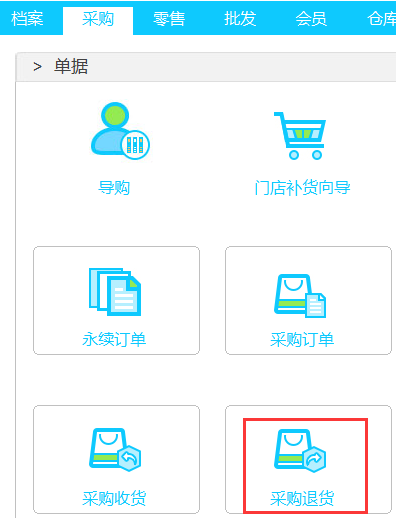 档案 采购 零售 批发 会员 仓库
> 单据
导购 门店补货向导
永续订单 采购订单
采购收货 采购退货